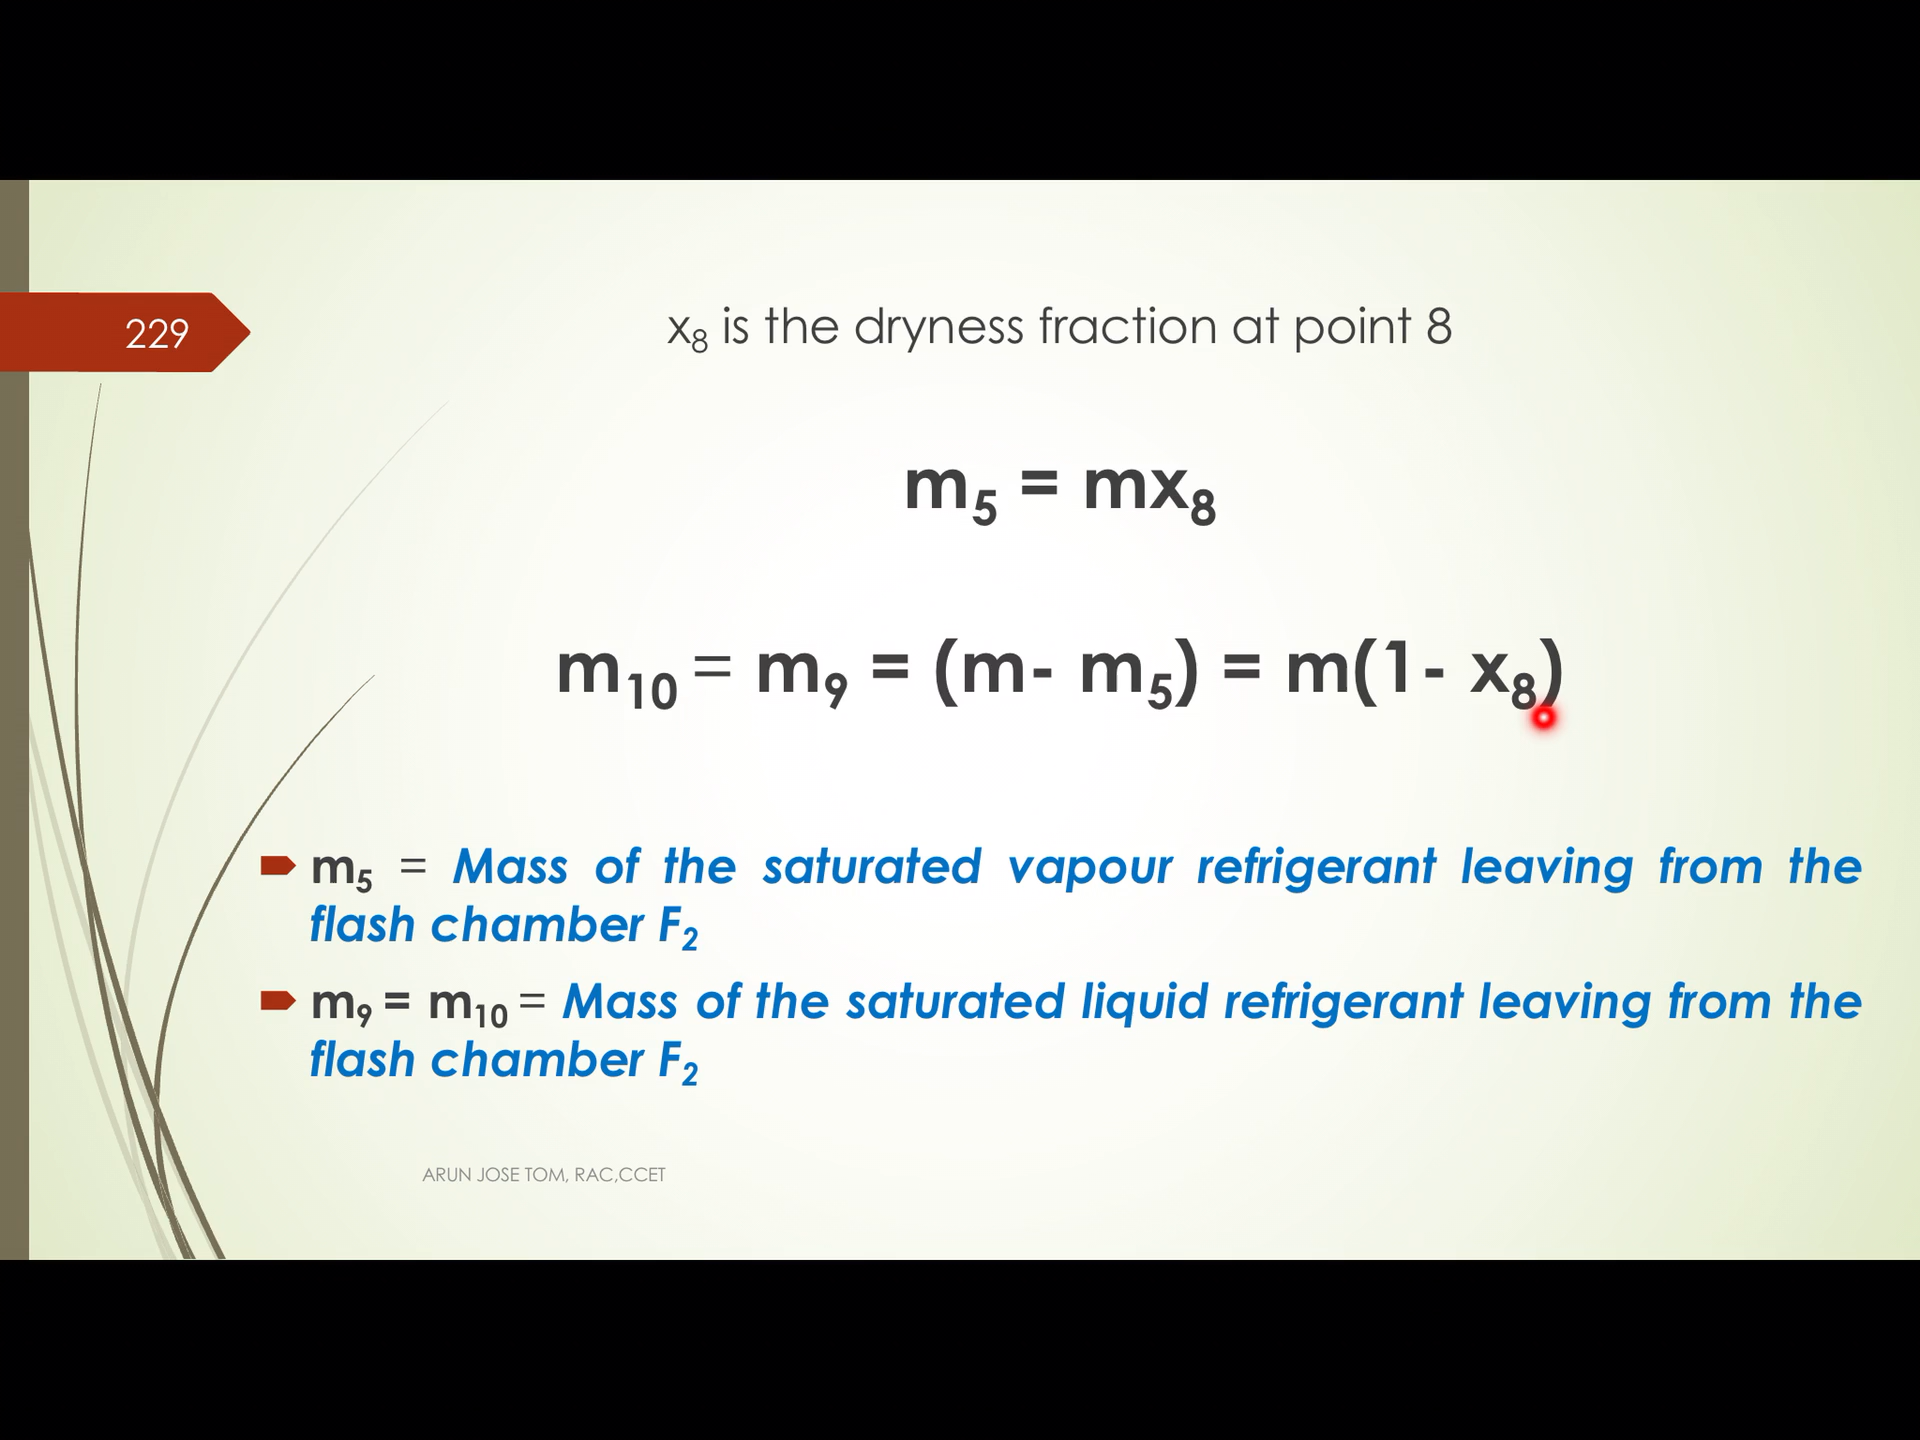 229
x₈ is the dryness fraction at point 8
m₅ = mx₈
m₁₀ = m₉ = (m- m₅) = m(1- x₈)
m₅ = Mass of the saturated vapour refrigerant leaving from the
flash chamber F₂
m₉ = m₁₀ = Mass of the saturated liquid refrigerant leaving from the
flash chamber F₂
ARUN JOSE TOM, RAC,CCET